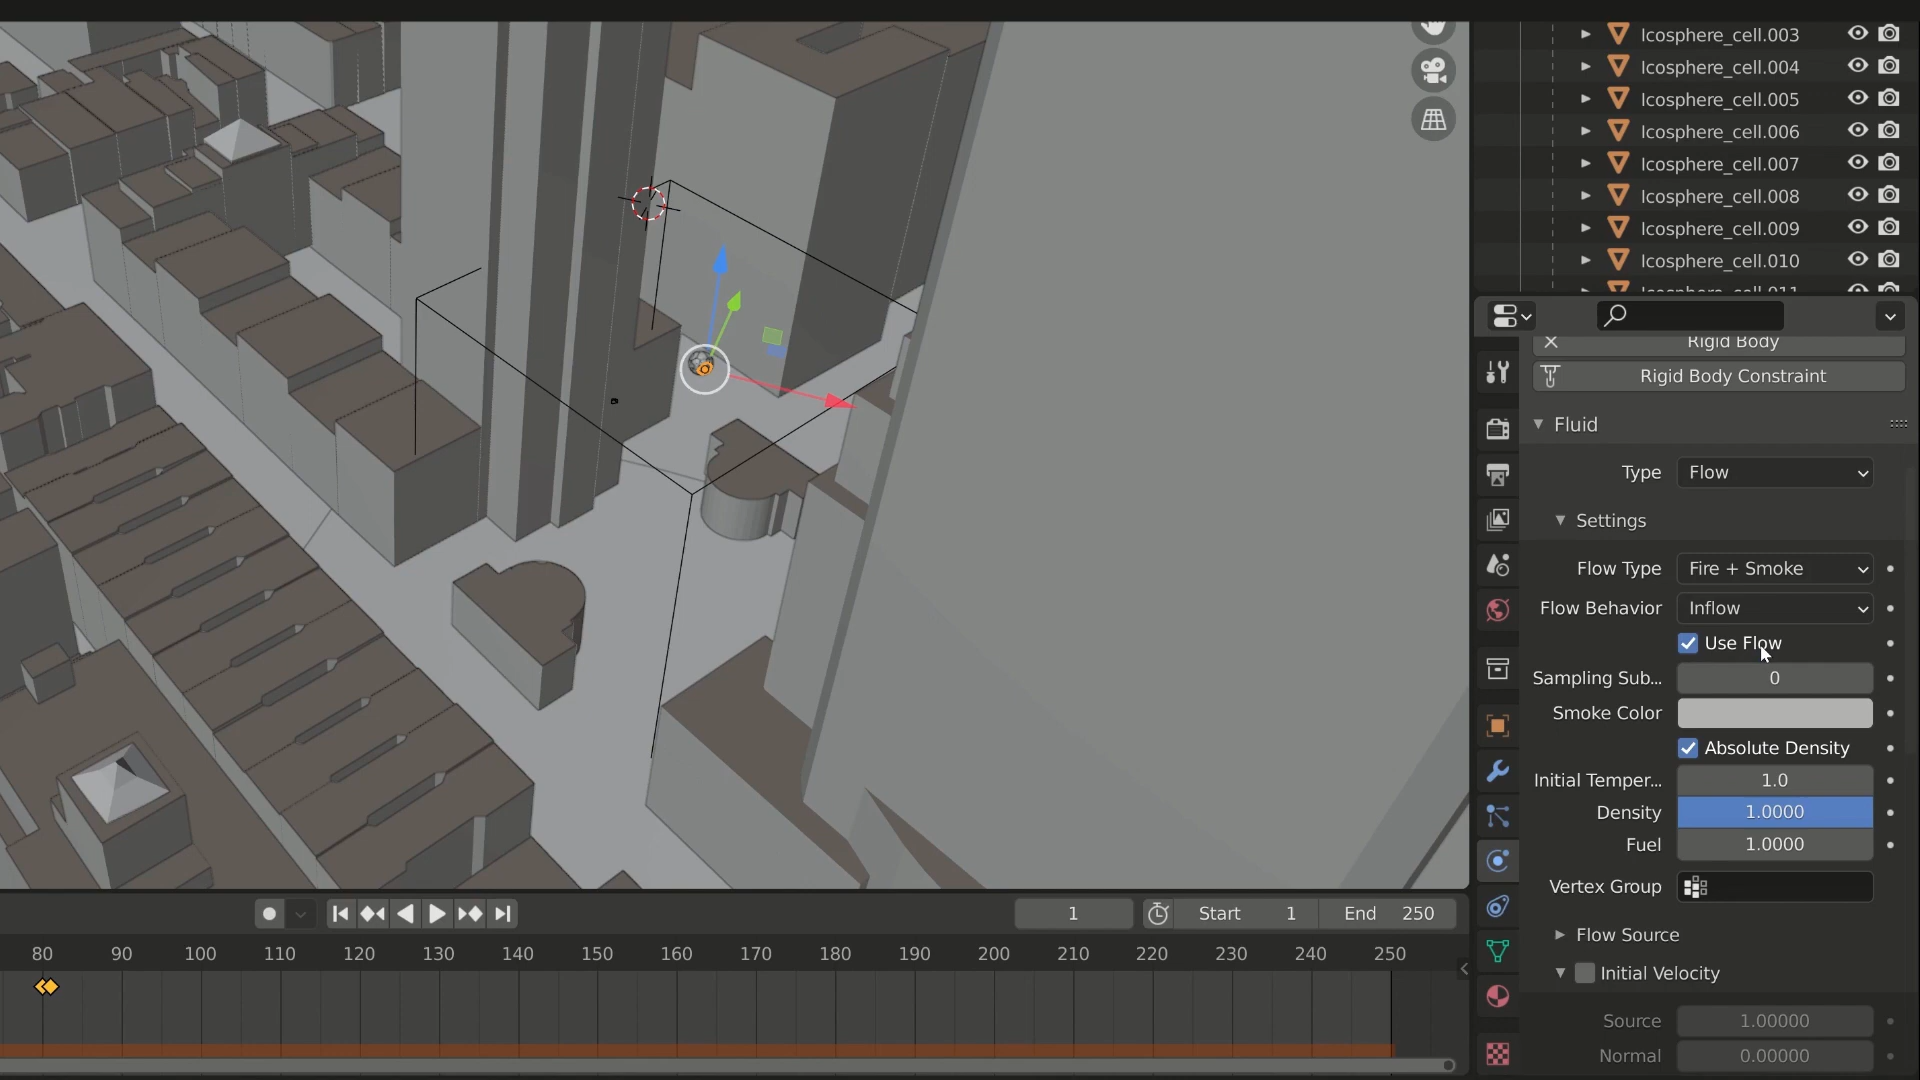 Icosphere_cell.003
Icosphere_cell.004
Icosphere_cell.005
Icosphere_cell.006
Icosphere_cell.007
Icosphere_cell.008
Icosphere_cell.009
Icosphere_cell.010
Icosphere_cell.011
Rigid Body
Rigid Body Constraint
Fluid
Type Flow
Settings
Flow Type Fire + Smoke
Flow Behavior Inflow
Use Flow
Sampling Sub... 0
Smoke Color
Absolute Density
Initial Temper... 1.0
Density 1.0000
Fuel 1.0000
Vertex Group
Flow Source
Initial Velocity
Source 1.00000
Normal 0.00000
1 Start 1 End 250
80 90 100 110 120 130 140 150 160 170 180 190 200 210 220 230 240 250